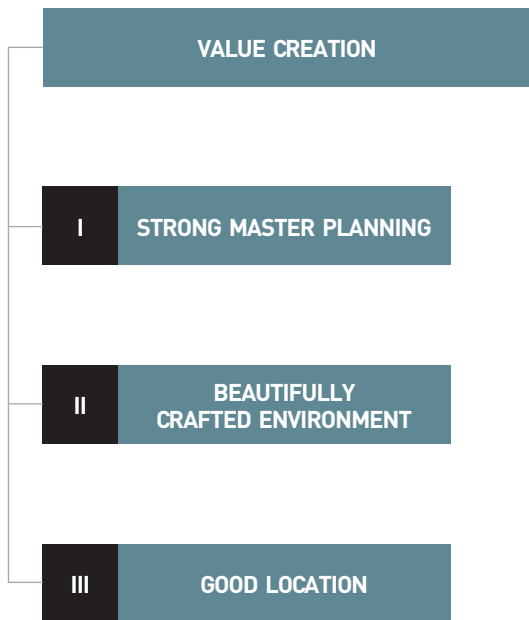 VALUE CREATION
I
STRONG MASTER PLANNING
II
BEAUTIFULLY
CRAFTED ENVIRONMENT
III
GOOD LOCATION